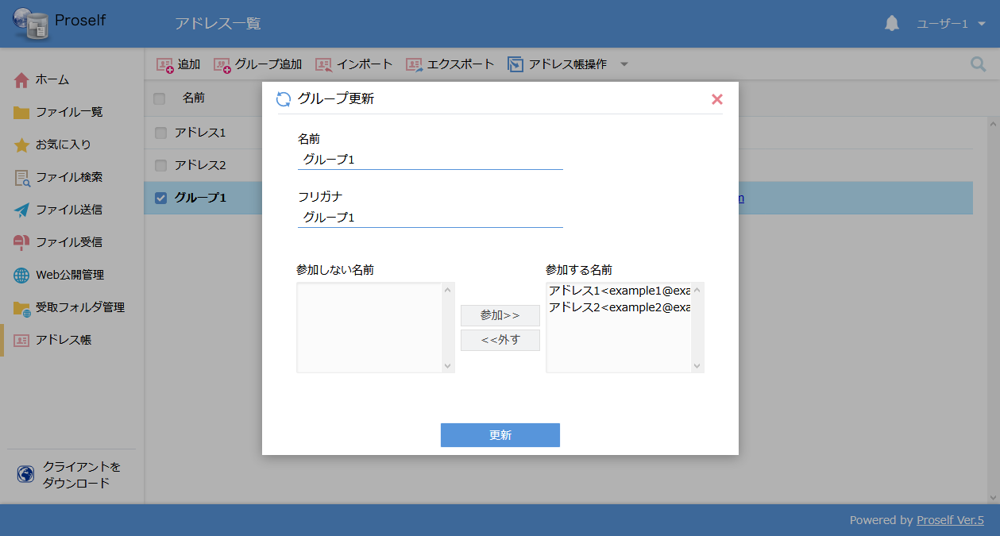 Proself
アドレス一覧
ユーザー1
ホーム
ファイル一覧
お気に入り
ファイル検索
ファイル送信
ファイル受信
Web公開管理
受取フォルダ管理
アドレス帳
クライアントを
ダウンロード
追加 グループ追加 インポート エクスポート アドレス帳操作
名前
アドレス1
アドレス2
グループ1
n
グループ更新
名前
グループ1
フリガナ
グループ1
参加しない名前
参加>>
<<外す
参加する名前
アドレス1<example1@exa
アドレス2<example2@exa
更新
Powered by Proself Ver.5